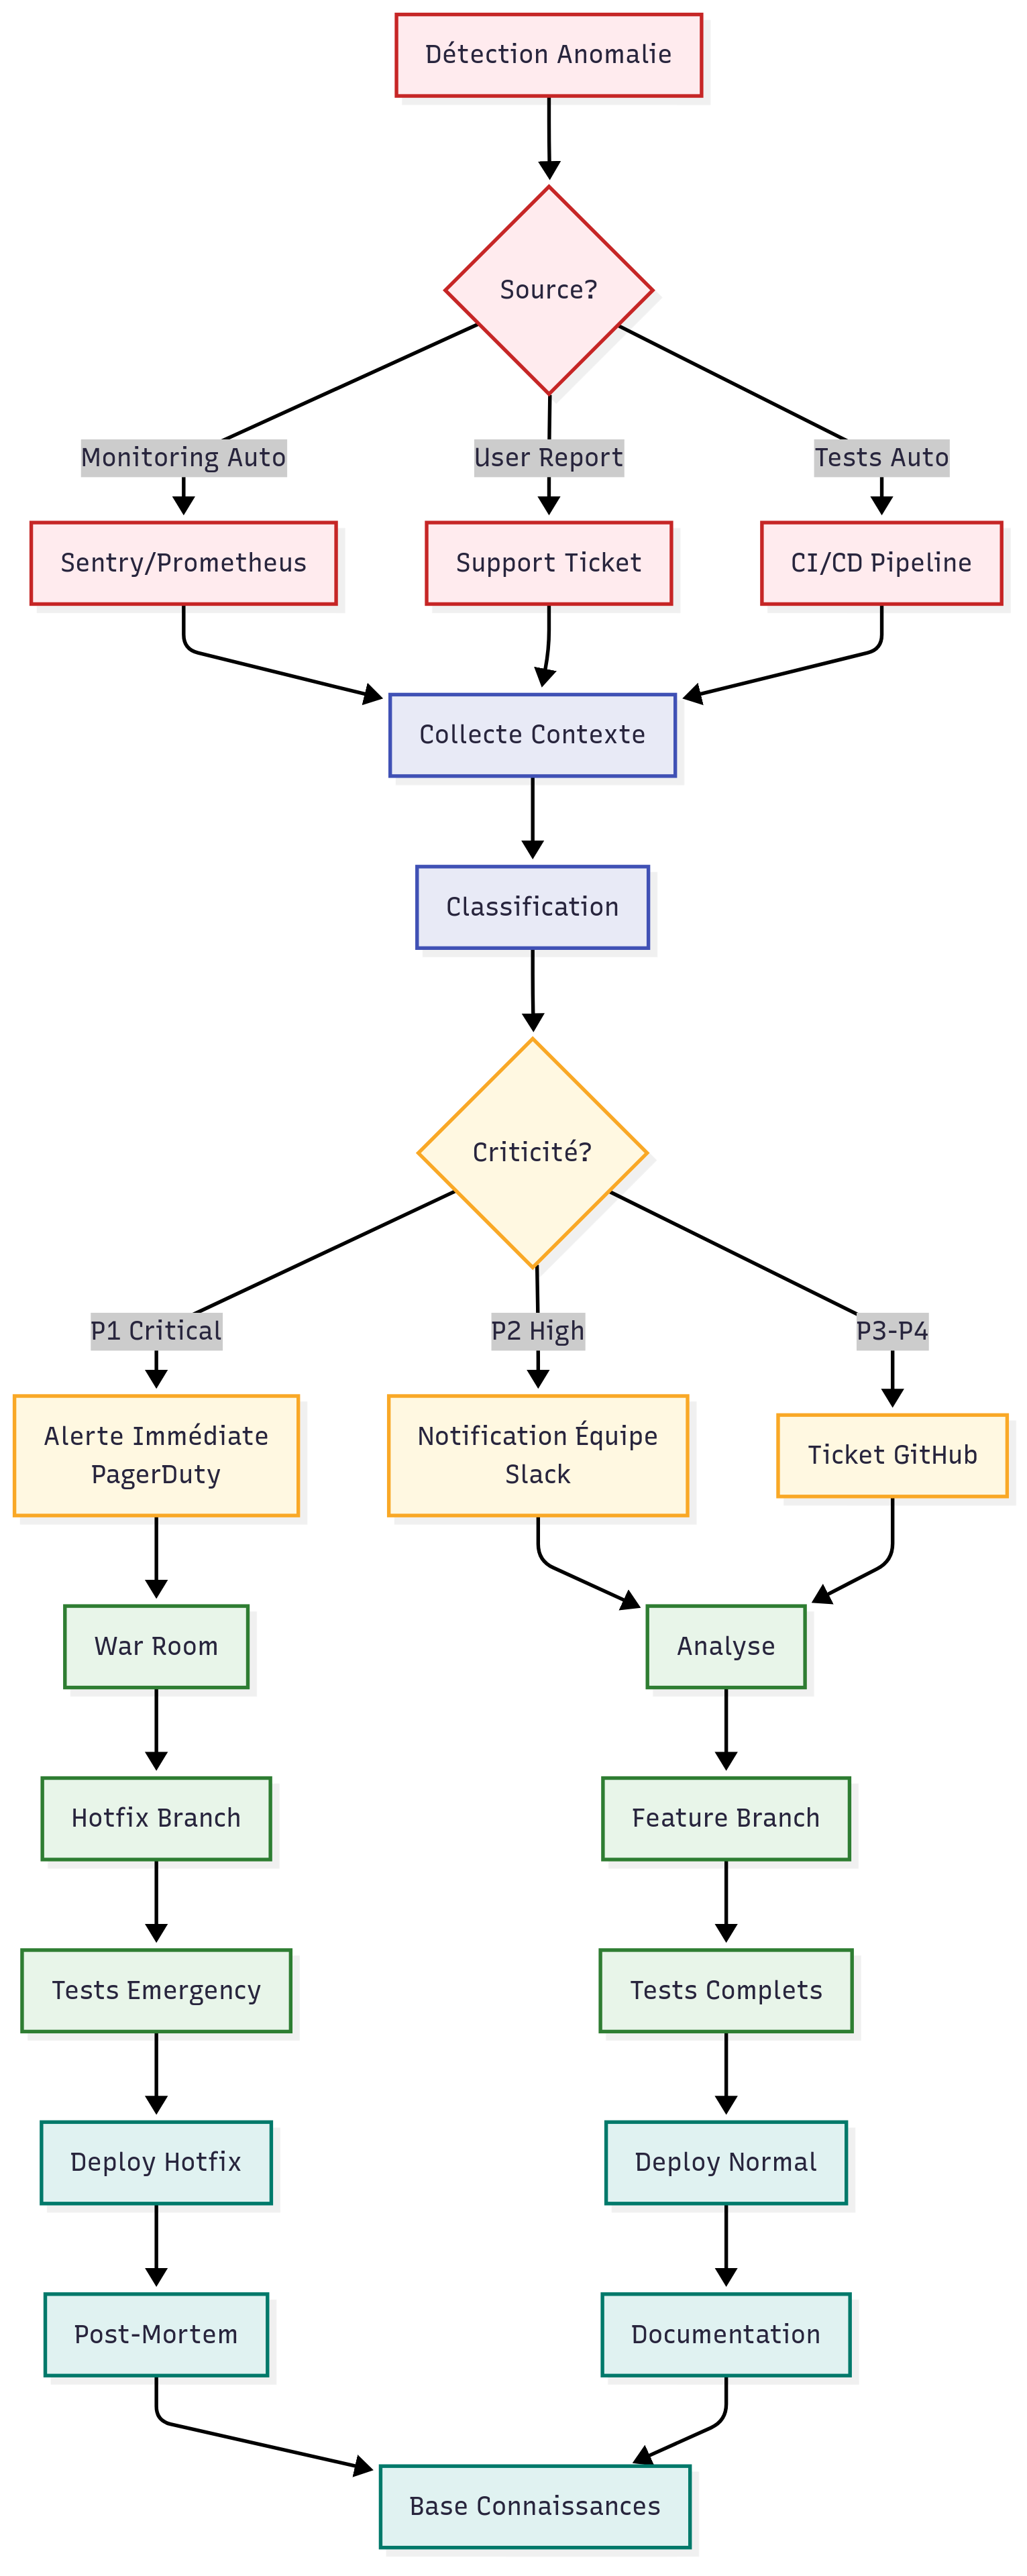 Détection Anomalie
Source?
Monitoring Auto
User Report
Tests Auto
Sentry/Prometheus
Support Ticket
CI/CD Pipeline
Collecte Contexte
Classification
Criticité?
P1 Critical
P2 High
P3-P4
Alerte Immédiate
PagerDuty
Notification Équipe
Slack
Ticket GitHub
War Room
Analyse
Hotfix Branch
Feature Branch
Tests Emergency
Tests Complets
Deploy Hotfix
Deploy Normal
Post-Mortem
Documentation
Base Connaissances